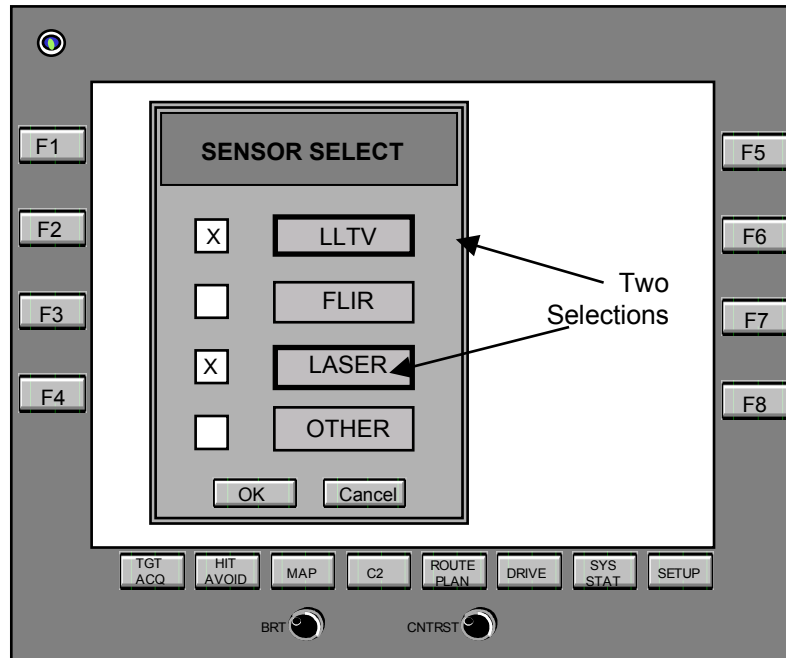 SENSOR SELECT
F1
F5
F2
X
LLTV
F6
Two
Selections
FLIR
F3
F7
X
LASER
F4
F8
OTHER
OK
Cancel
TGT
ACQ
HIT
AVOID
MAP
C2
ROUTE
PLAN
DRIVE
SYS
STAT
SETUP
BRT
CNTRST